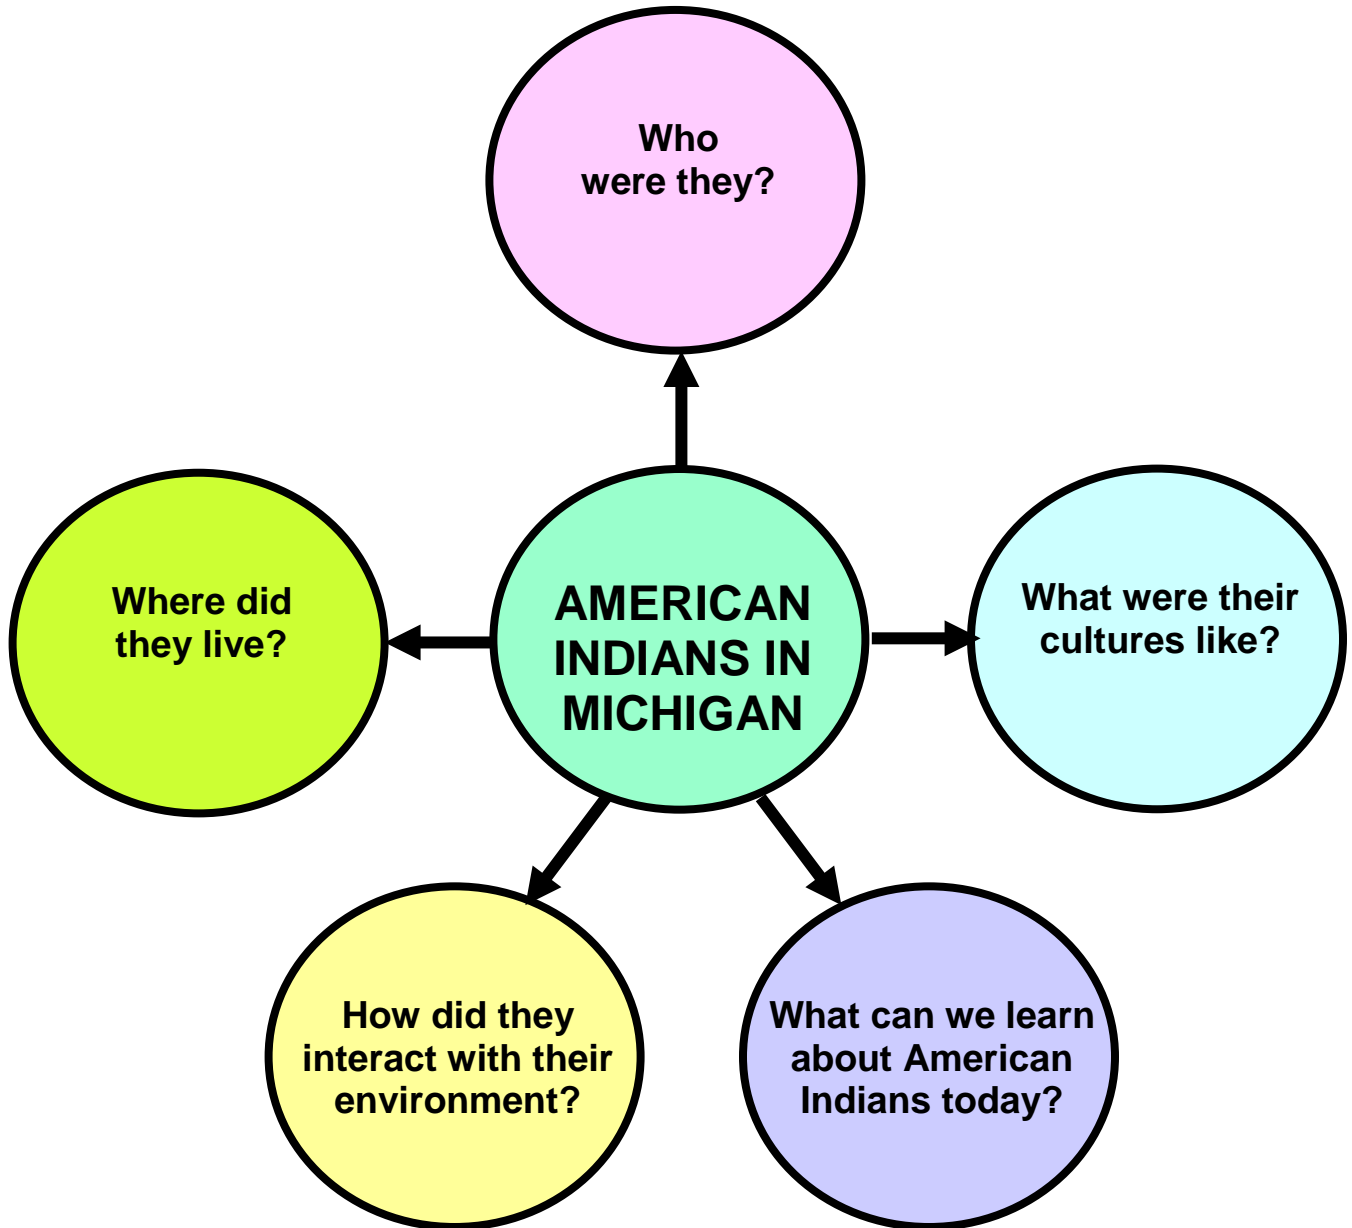 Who
were they?
Where did
they live?
AMERICAN
INDIANS IN
MICHIGAN
What were their
cultures like?
How did they
interact with their
environment?
What can we learn
about American
Indians today?